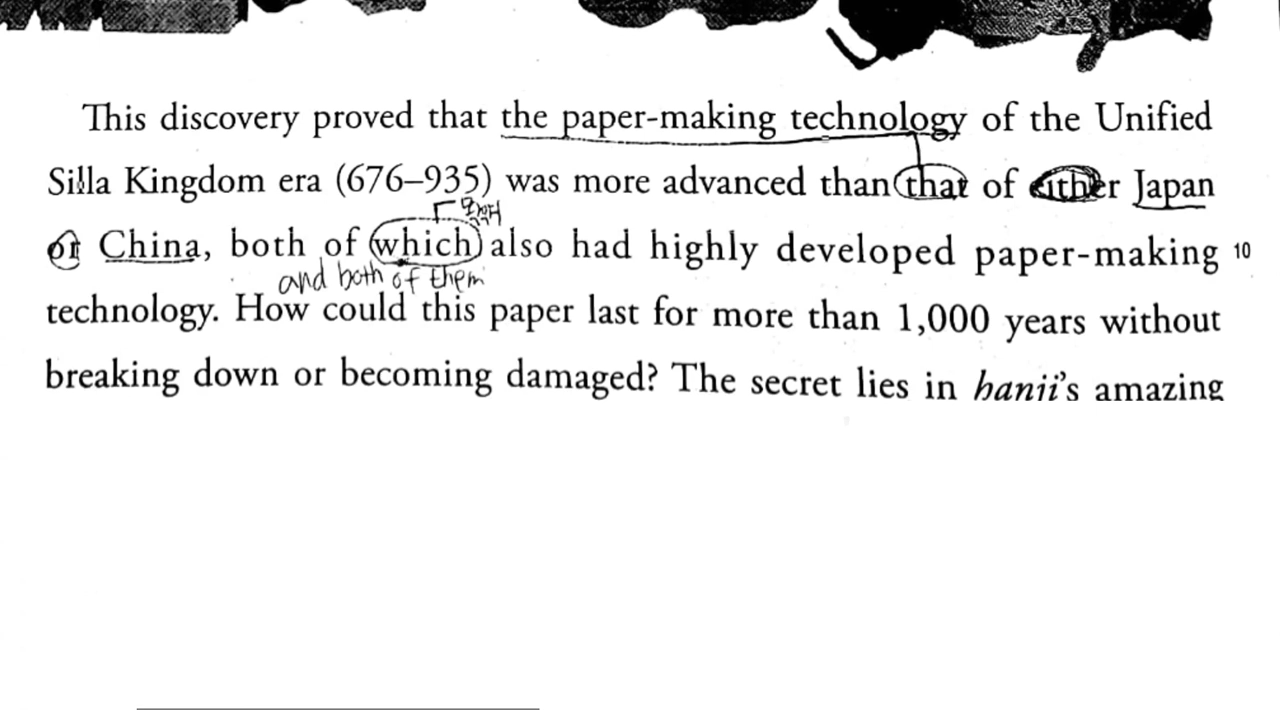 This discovery proved that the paper-making technology of the Unified
Silla Kingdom era (676–935) was more advanced than that of either Japan
or China, both of which also had highly developed paper-making 10
and both of them
technology. How could this paper last for more than 1,000 years without
breaking down or becoming damaged? The secret lies in hanji's amazing